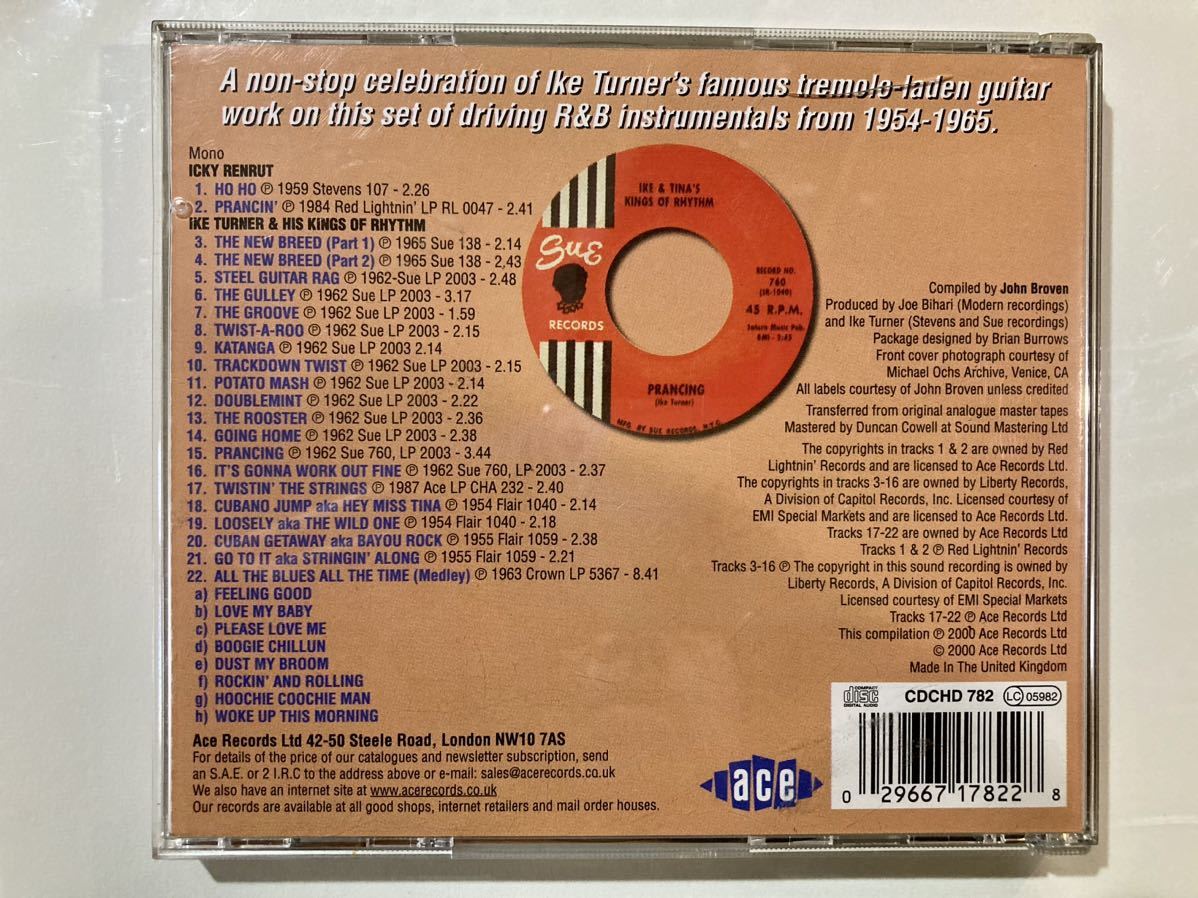 A non-stop celebration of Ike Turner's famous tremolo-laden guitar
work on this set of driving R&B instrumentals from 1954-1965.
Mono
ICKY RENRUT
1. HO HO ℗ 1959 Stevens 107 - 2.26
2. PRANCIN' ℗ 1984 Red Lightnin' LP RL 0047 - 2.41
IKE TURNER & HIS KINGS OF RHYTHM
3. THE NEW BREED (Part 1) ℗ 1965 Sue 138 - 2.14
4. THE NEW BREED (Part 2) ℗ 1965 Sue 138 - 2,43
5. STEEL GUITAR RAG ℗ 1962-Sue LP 2003 - 2.48
6. THE GULLEY ℗ 1962 Sue LP 2003 - 3.17
7. THE GROOVE ℗ 1962 Sue LP 2003 - 1.59
8. TWIST-A-ROO ℗ 1962 Sue LP 2003 - 2.15
9. KATANGA ℗ 1962 Sue LP 2003 2.14
10. TRACKDOWN TWIST ℗ 1962 Sue LP 2003 - 2.15
11. POTATO MASH ℗ 1962 Sue LP 2003 - 2.14
12. DOUBLEMINT ℗ 1962 Sue LP 2003 - 2.22
13. THE ROOSTER ℗ 1962 Sue LP 2003 - 2.36
14. GOING HOME ℗ 1962 Sue LP 2003 - 2.38
15. PRANCING ℗ 1962 Sue 760, LP 2003 - 3.44
16. IT'S GONNA WORK OUT FINE ℗ 1962 Sue 760, LP 2003 - 2.37
17. TWISTIN' THE STRINGS ℗ 1987 Ace LP CHA 232 - 2.40
18. CUBANO JUMP aka HEY MISS TINA ℗ 1954 Flair 1040 - 2.14
19. LOOSELY aka THE WILD ONE ℗ 1954 Flair 1040 - 2.18
20. CUBAN GETAWAY aka BAYOU ROCK ℗ 1955 Flair 1059 - 2.38
21. GO TO IT aka STRINGIN' ALONG ℗ 1955 Flair 1059 - 2.21
22. ALL THE BLUES ALL THE TIME (Medley) ℗ 1963 Crown LP 5367 - 8.41
a) FEELING GOOD
b) LOVE MY BABY
c) PLEASE LOVE ME
d) BOOGIE CHILLUN
e) DUST MY BROOM
f) ROCKIN' AND ROLLING
g) HOOCHIE COOCHIE MAN
h) WOKE UP THIS MORNING
Ace Records Ltd 42-50 Steele Road, London NW10 7AS
For details of the price of our catalogues and newsletter subscription, send
an S.A.E. or 2 I.R.C to the address above or e-mail: sales@acerecords.co.uk
We also have an internet site at www.acerecords.co.uk
Our records are available at all good shops, internet retailers and mail order houses.
IKE & TINA'S
KINGS OF RHYTHM
Sue
RECORDS
RECORD NO.
760
(SR-1040)
45 R.P.M.
Saturn Music Pub.
BMI - 2:45
PRANCING
(Ike Turner)
MFG BY SUE RECORDS, N.Y.C.
Compiled by John Broven
Produced by Joe Bihari (Modern recordings)
and Ike Turner (Stevens and Sue recordings)
Package designed by Brian Burrows
Front cover photograph courtesy of
Michael Ochs Archive, Venice, CA
All labels courtesy of John Broven unless credited
Transferred from original analogue master tapes
Mastered by Duncan Cowell at Sound Mastering Ltd
The copyrights in tracks 1 & 2 are owned by Red
Lightnin' Records and are licensed to Ace Records Ltd.
The copyrights in tracks 3-16 are owned by Liberty Records,
A Division of Capitol Records, Inc. Licensed courtesy of
EMI Special Markets and are licensed to Ace Records Ltd.
Tracks 17-22 are owned by Ace Records Ltd
Tracks 1 & 2 ℗ Red Lightnin' Records
Tracks 3-16 ℗ The copyright in this sound recording is owned by
Liberty Records, A Division of Capitol Records, Inc.
Licensed courtesy of EMI Special Markets
Tracks 17-22 ℗ Ace Records Ltd
This compilation ℗ 2000 Ace Records Ltd
© 2000 Ace Records Ltd
Made In The United Kingdom
COMPACT
disc
DIGITAL AUDIO
CDCHD 782
LC 05982
ace
0 29667 17822 8